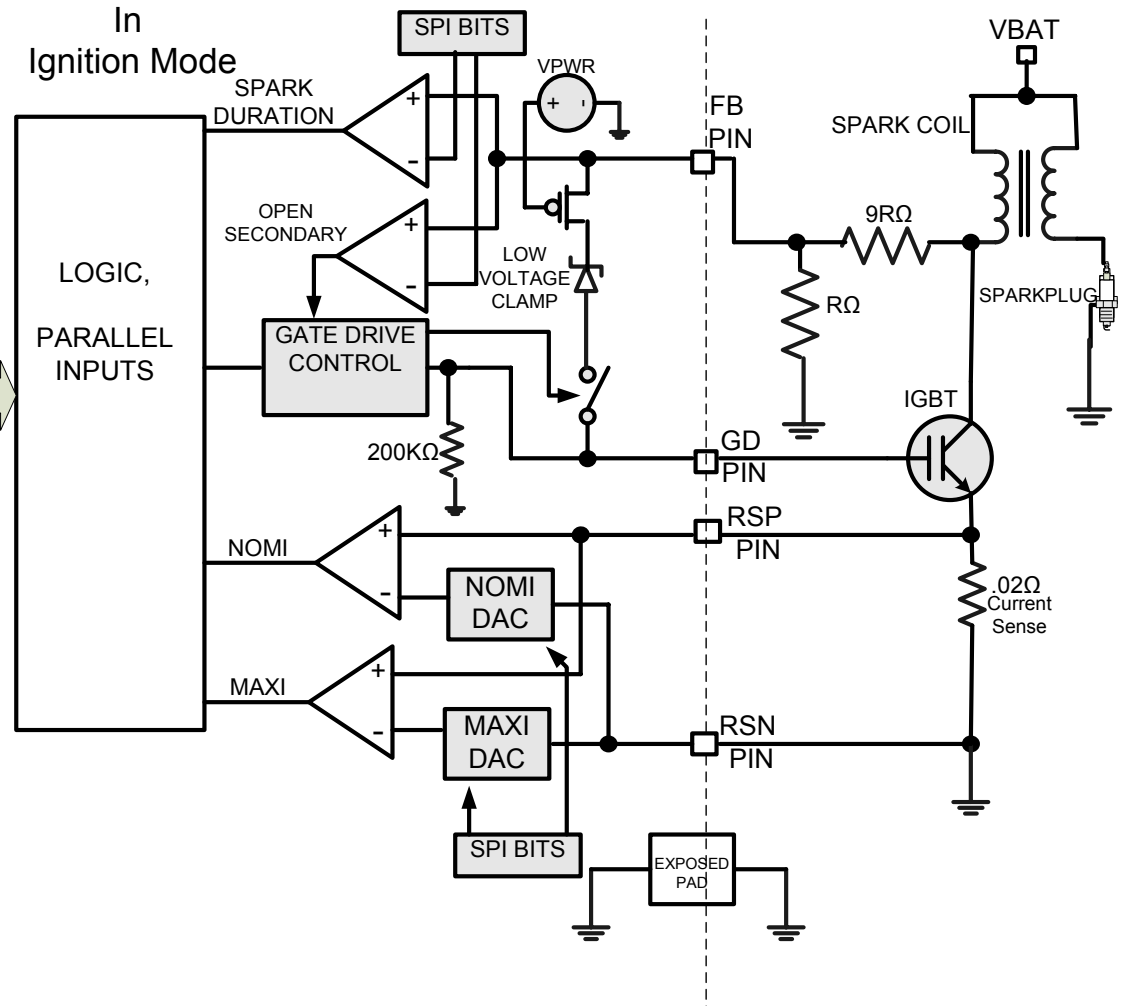 In
Ignition Mode
SPI BITS
VPWR
+ -
VBAT
SPARK
DURATION
+
-
FB
PIN
SPARK COIL
OPEN
SECONDARY
+
-
9RΩ
LOW
VOLTAGE
CLAMP
RΩ
SPARKPLUG
LOGIC,
PARALLEL
INPUTS
GATE DRIVE
CONTROL
IGBT
200KΩ
GD
PIN
RSP
PIN
NOMI
+
-
NOMI
DAC
.02Ω
Current
Sense
MAXI
+
-
MAXI
DAC
RSN
PIN
SPI BITS
EXPOSED
PAD